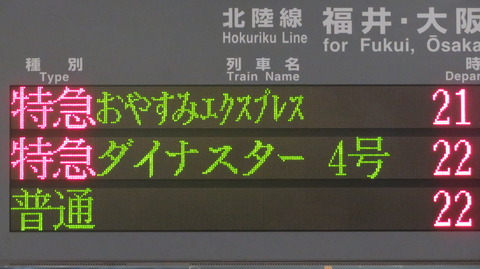 北陸線 福井・大阪
Hokuriku Line for Fukui, Ōsaka
種別 列車名 時
Type Train Name Depar
特急 おやすみエクスプレス 21
特急 ダイナスター 4号 22
普通 22